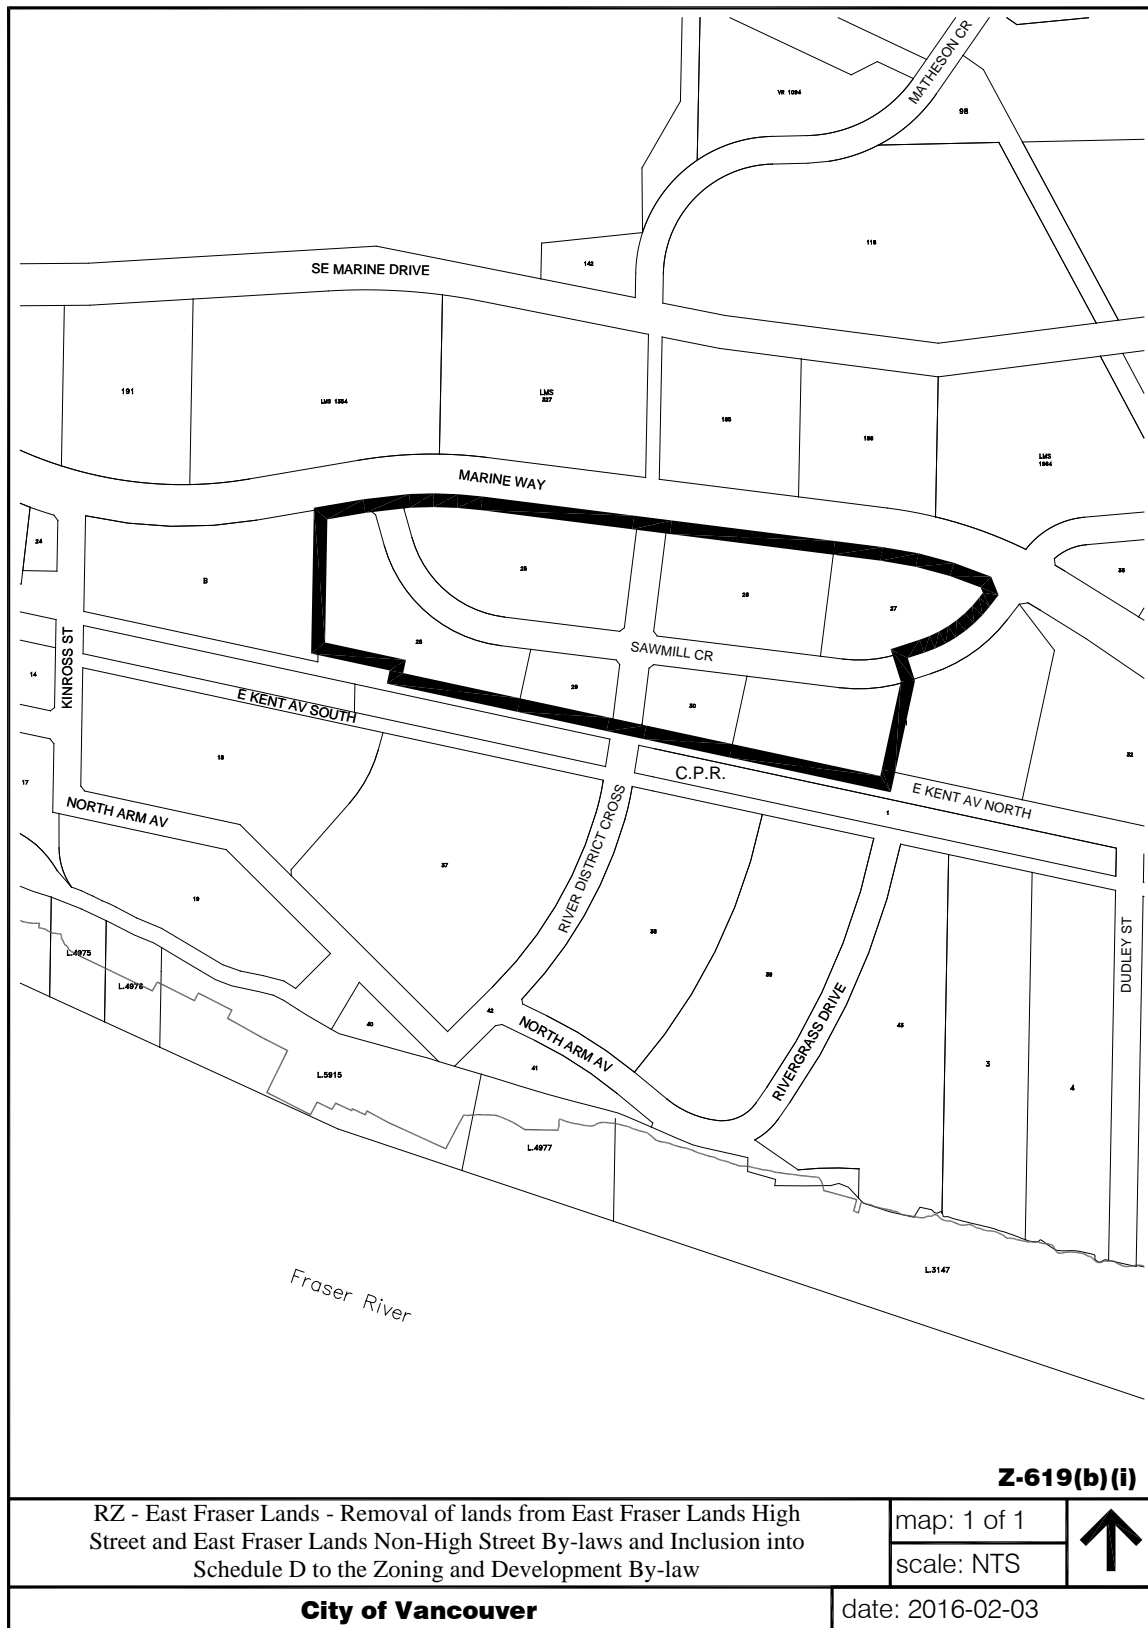 MATHESON CR
VR 1094
98
118
142
SE MARINE DRIVE
191
LMS 1354
LMS
327
185
186
LMS
1964
MARINE WAY
24
B
25
26
27
35
SAWMILL CR
28
14
KINROSS ST
29
30
E KENT AV SOUTH
18
17
C.P.R.
E KENT AV NORTH
32
1
NORTH ARM AV
37
RIVER DISTRICT CROSS
19
38
39
DUDLEY ST
L.4975
L.4976
40
42
NORTH ARM AV
RIVERGRASS DRIVE
45
3
4
41
L.5915
L.4977
L.3147
Fraser River
Z-619(b)(i)
RZ - East Fraser Lands - Removal of lands from East Fraser Lands High
Street and East Fraser Lands Non-High Street By-laws and Inclusion into
Schedule D to the Zoning and Development By-law
map: 1 of 1
scale: NTS
City of Vancouver
date: 2016-02-03